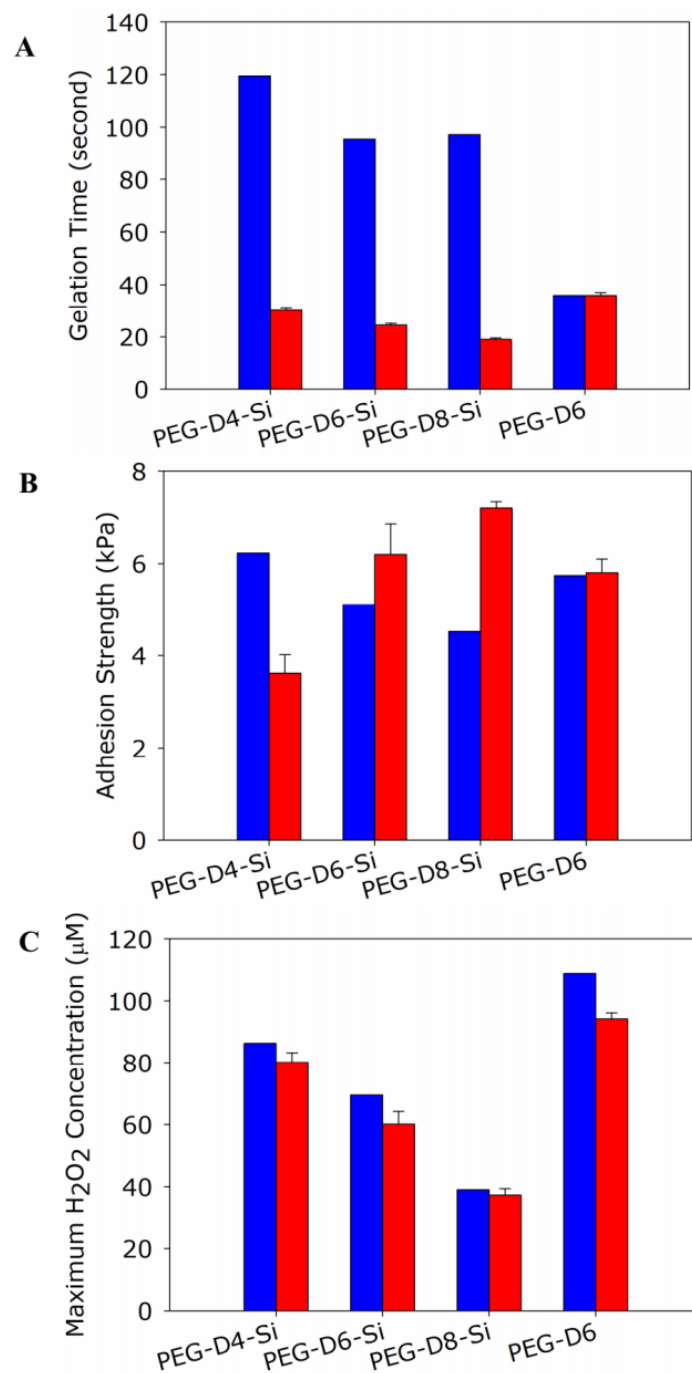 A
Gelation Time (second)
140
120
100
80
60
40
20
0
PEG-D4-Si
PEG-D6-Si
PEG-D8-Si
PEG-D6
B
Adhesion Strength (kPa)
8
6
4
2
0
PEG-D4-Si
PEG-D6-Si
PEG-D8-Si
PEG-D6
C
Maximum H₂O₂ Concentration (μM)
120
100
80
60
40
20
0
PEG-D4-Si
PEG-D6-Si
PEG-D8-Si
PEG-D6